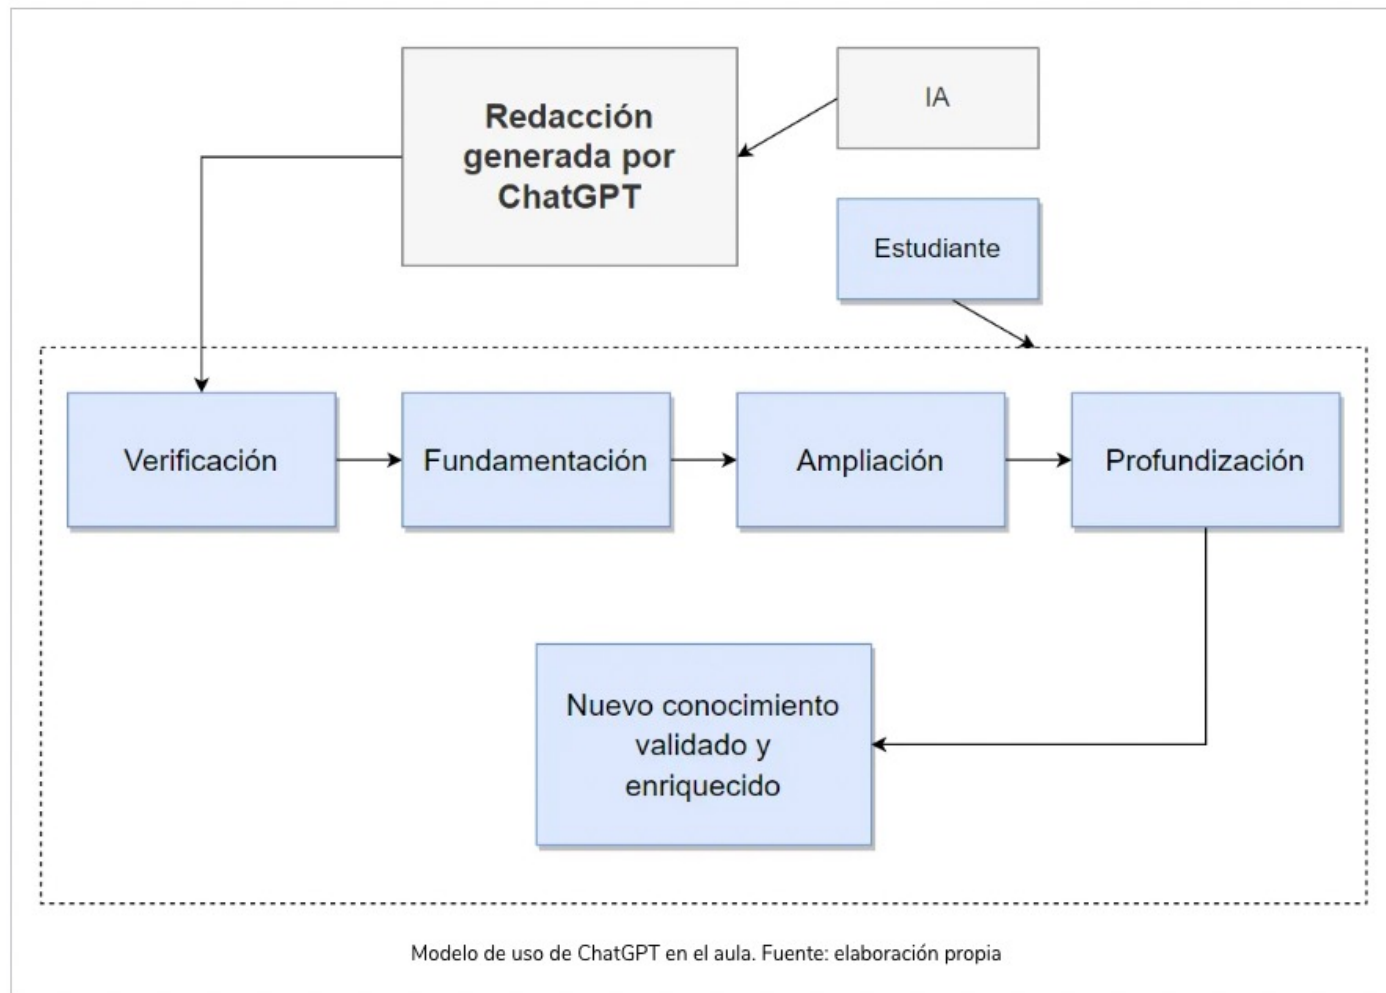 Redacción
generada por
ChatGPT
IA
Estudiante
Verificación
Fundamentación
Ampliación
Profundización
Nuevo conocimiento
validado y
enriquecido
Modelo de uso de ChatGPT en el aula. Fuente: elaboración propia